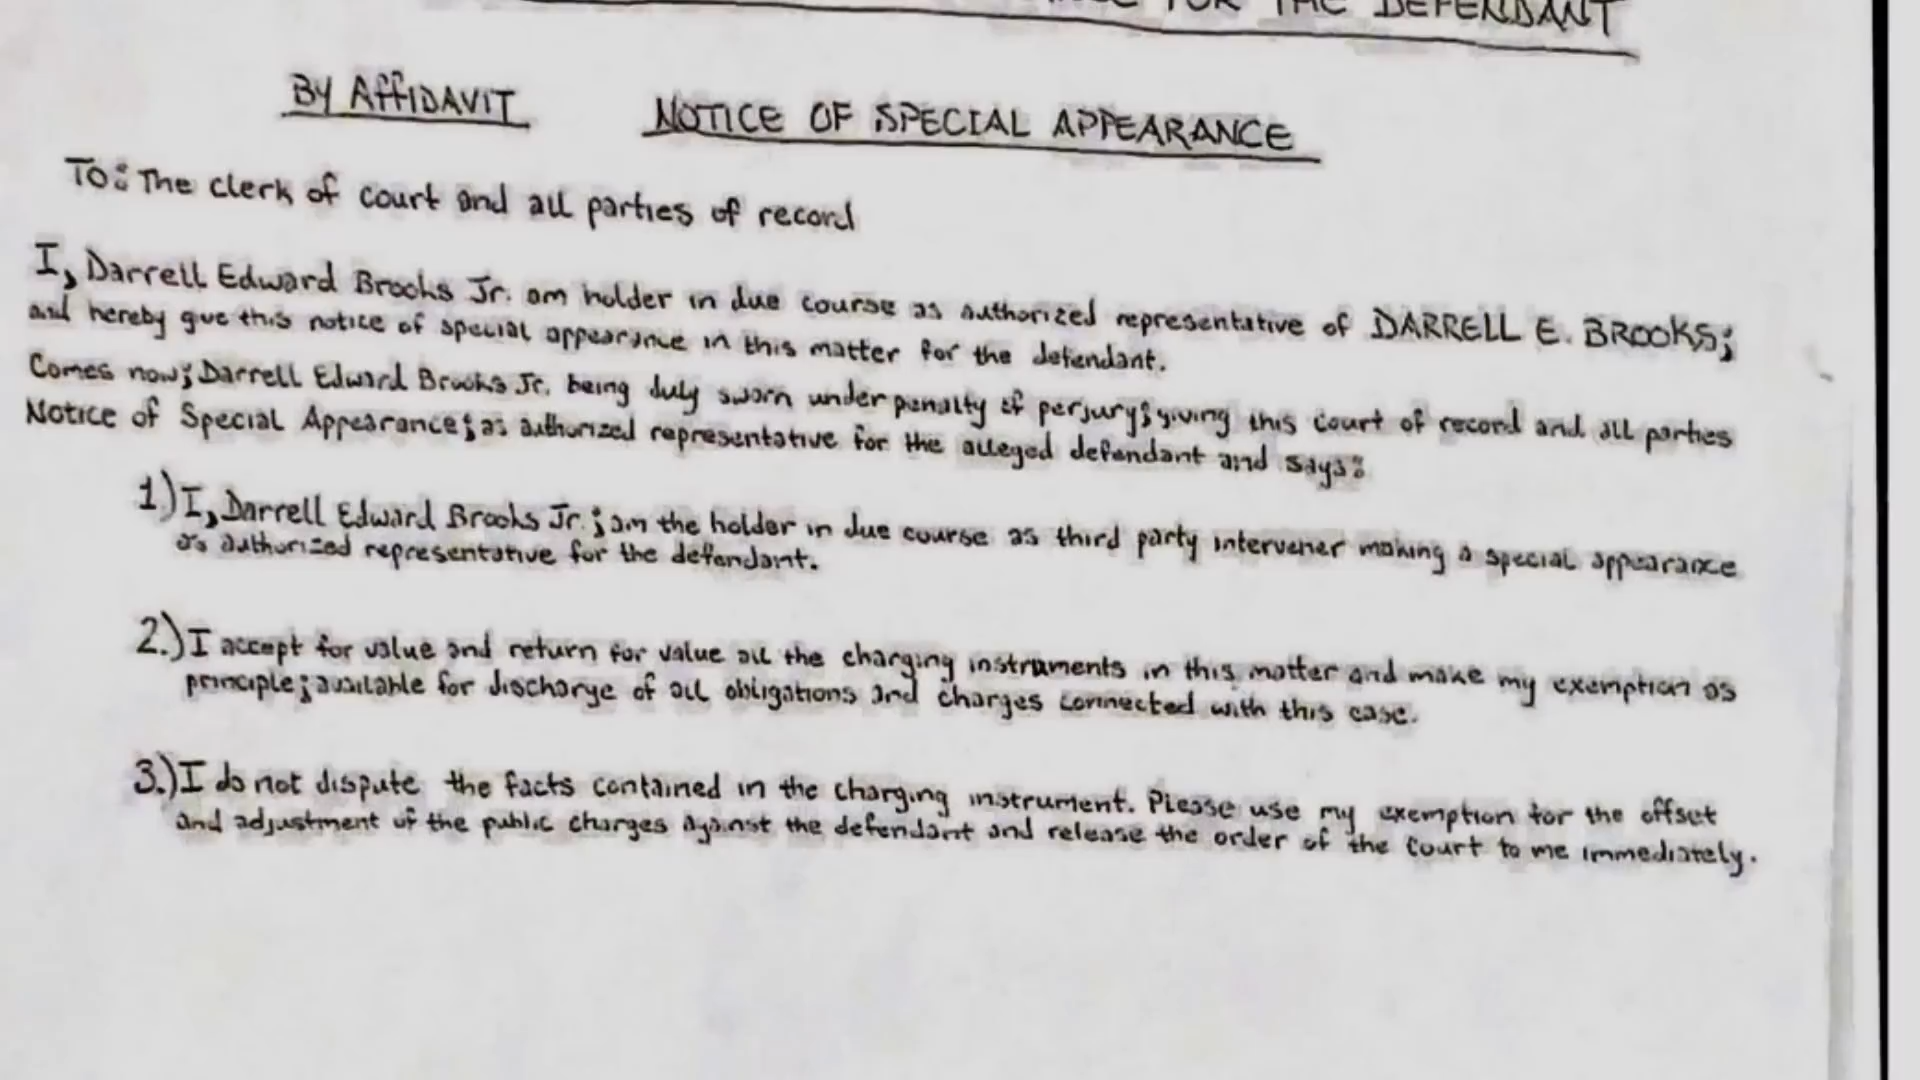 FOR THE DEFENDANT
BY AFFIDAVIT NOTICE OF SPECIAL APPEARANCE
To: The clerk of court and all parties of record
I, Darrell Edward Brooks Jr. am holder in due course as authorized representative of DARRELL E. BROOKS;
and hereby give this notice of special appearance in this matter for the defendant.
Comes now; Darrell Edward Brooks Jr. being duly sworn under penalty of perjury; giving this court of record and all parties
Notice of Special Appearance; as authorized representative for the alleged defendant and says:
1) I, Darrell Edward Brooks Jr.; am the holder in due course as third party intervener making a special appearance
as authorized representative for the defendant.
2.) I accept for value and return for value all the charging instruments in this matter and make my exemption as
principle; available for discharge of all obligations and charges connected with this case.
3.) I do not dispute the facts contained in the charging instrument. Please use my exemption for the offset
and adjustment of the public charges against the defendant and release the order of the court to me immediately.